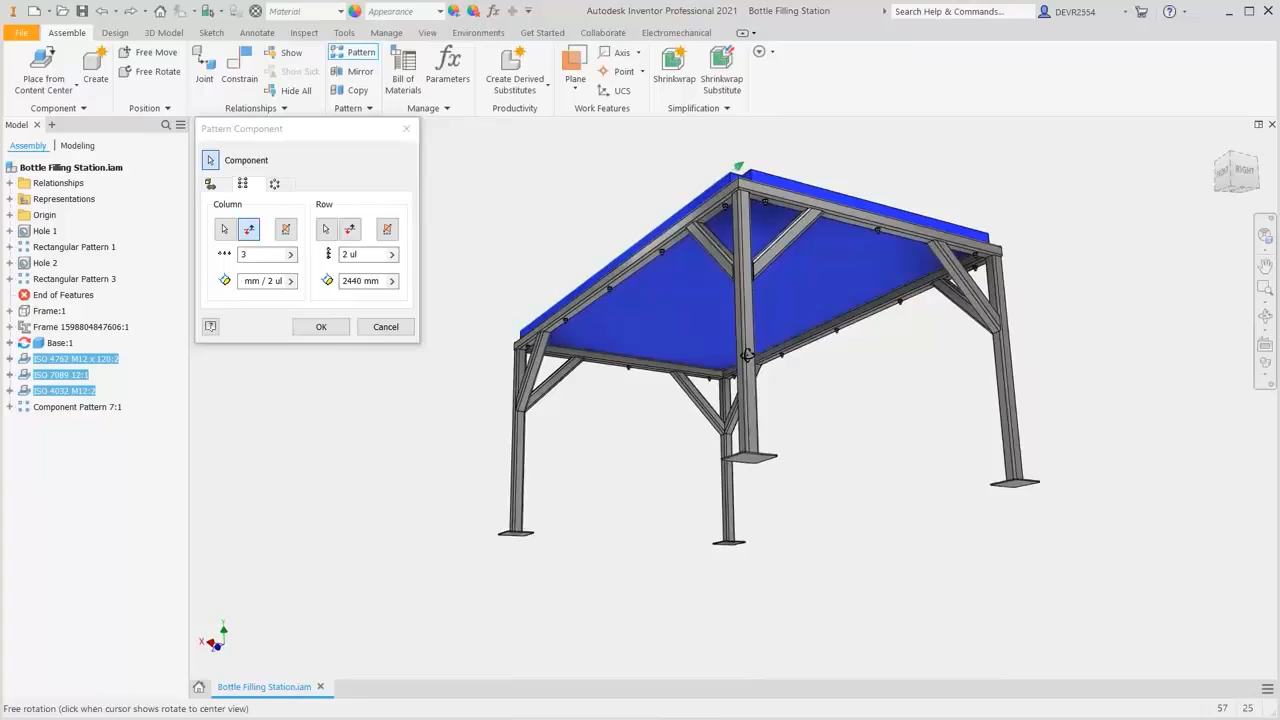 Material
Appearance
Autodesk Inventor Professional 2021
Bottle Filling Station
Search Help & Commands...
DEVR2554
File
Assemble
Design
3D Model
Sketch
Annotate
Inspect
Tools
Manage
View
Environments
Get Started
Collaborate
Electromechanical
Place from
Content Center
Create
Free Move
Free Rotate
Joint
Constrain
Show
Show Sick
Hide All
Pattern
Mirror
Copy
Bill of
Materials
Parameters
Create Derived
Substitutes
Plane
Axis
Point
UCS
Shrinkwrap
Shrinkwrap
Substitute
Component
Position
Relationships
Pattern
Manage
Productivity
Work Features
Simplification
Model
Assembly
Modeling
Bottle Filling Station.iam
Relationships
Representations
Origin
Hole 1
Rectangular Pattern 1
Hole 2
Rectangular Pattern 3
End of Features
Frame:1
Frame 1598804847606:1
Base:1
ISO 4762 M12 x 120:2
ISO 7089 12:1
ISO 4032 M12:2
Component Pattern 7:1
Pattern Component
Component
Column
Row
3
2 ul
mm / 2 ul
2440 mm
OK
Cancel
RIGHT
X
Y
Bottle Filling Station.iam
Free rotation (click when cursor shows rotate to center view)
57
25